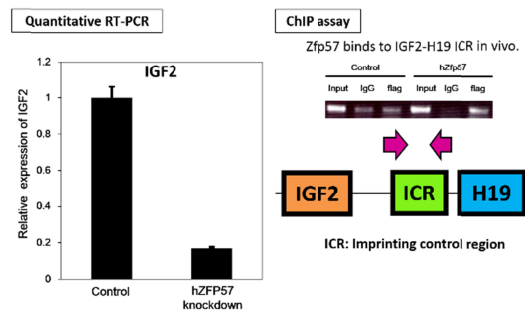 Quantitative RT-PCR
IGF2
Relative expression of IGF2
1.2
1
0.8
0.6
0.4
0.2
0
Control
hZFP57
knockdown
ChIP assay
Zfp57 binds to IGF2-H19 ICR in vivo.
Control hZfp57
Input IgG flag Input IgG flag
IGF2 ICR H19
ICR: Imprinting control region